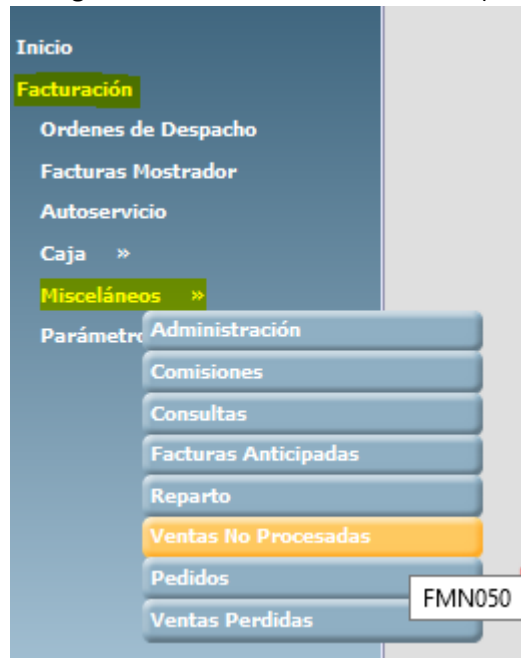 Inicio
Facturación
Ordenes de Despacho
Facturas Mostrador
Autoservicio
Caja »
Misceláneos »
Parámetro
Administración
Comisiones
Consultas
Facturas Anticipadas
Reparto
Ventas No Procesadas
Pedidos
FMN050
Ventas Perdidas